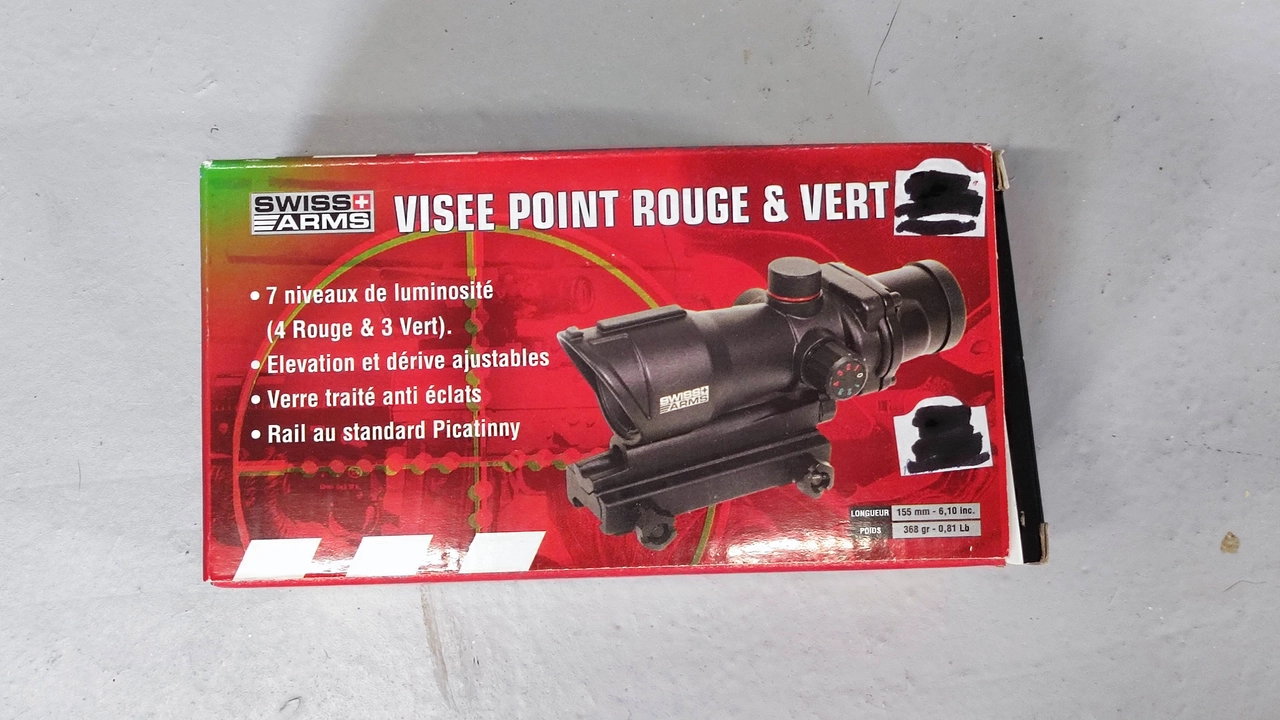 SWISS
ARMS
VISEE POINT ROUGE & VERT
• 7 niveaux de luminosité
(4 Rouge & 3 Vert).
• Elevation et dérive ajustables
• Verre traité anti éclats
• Rail au standard Picatinny
SWISS
ARMS
LONGUEUR 155 mm - 6,10 inc.
POIDS 368 gr - 0,81 Lb